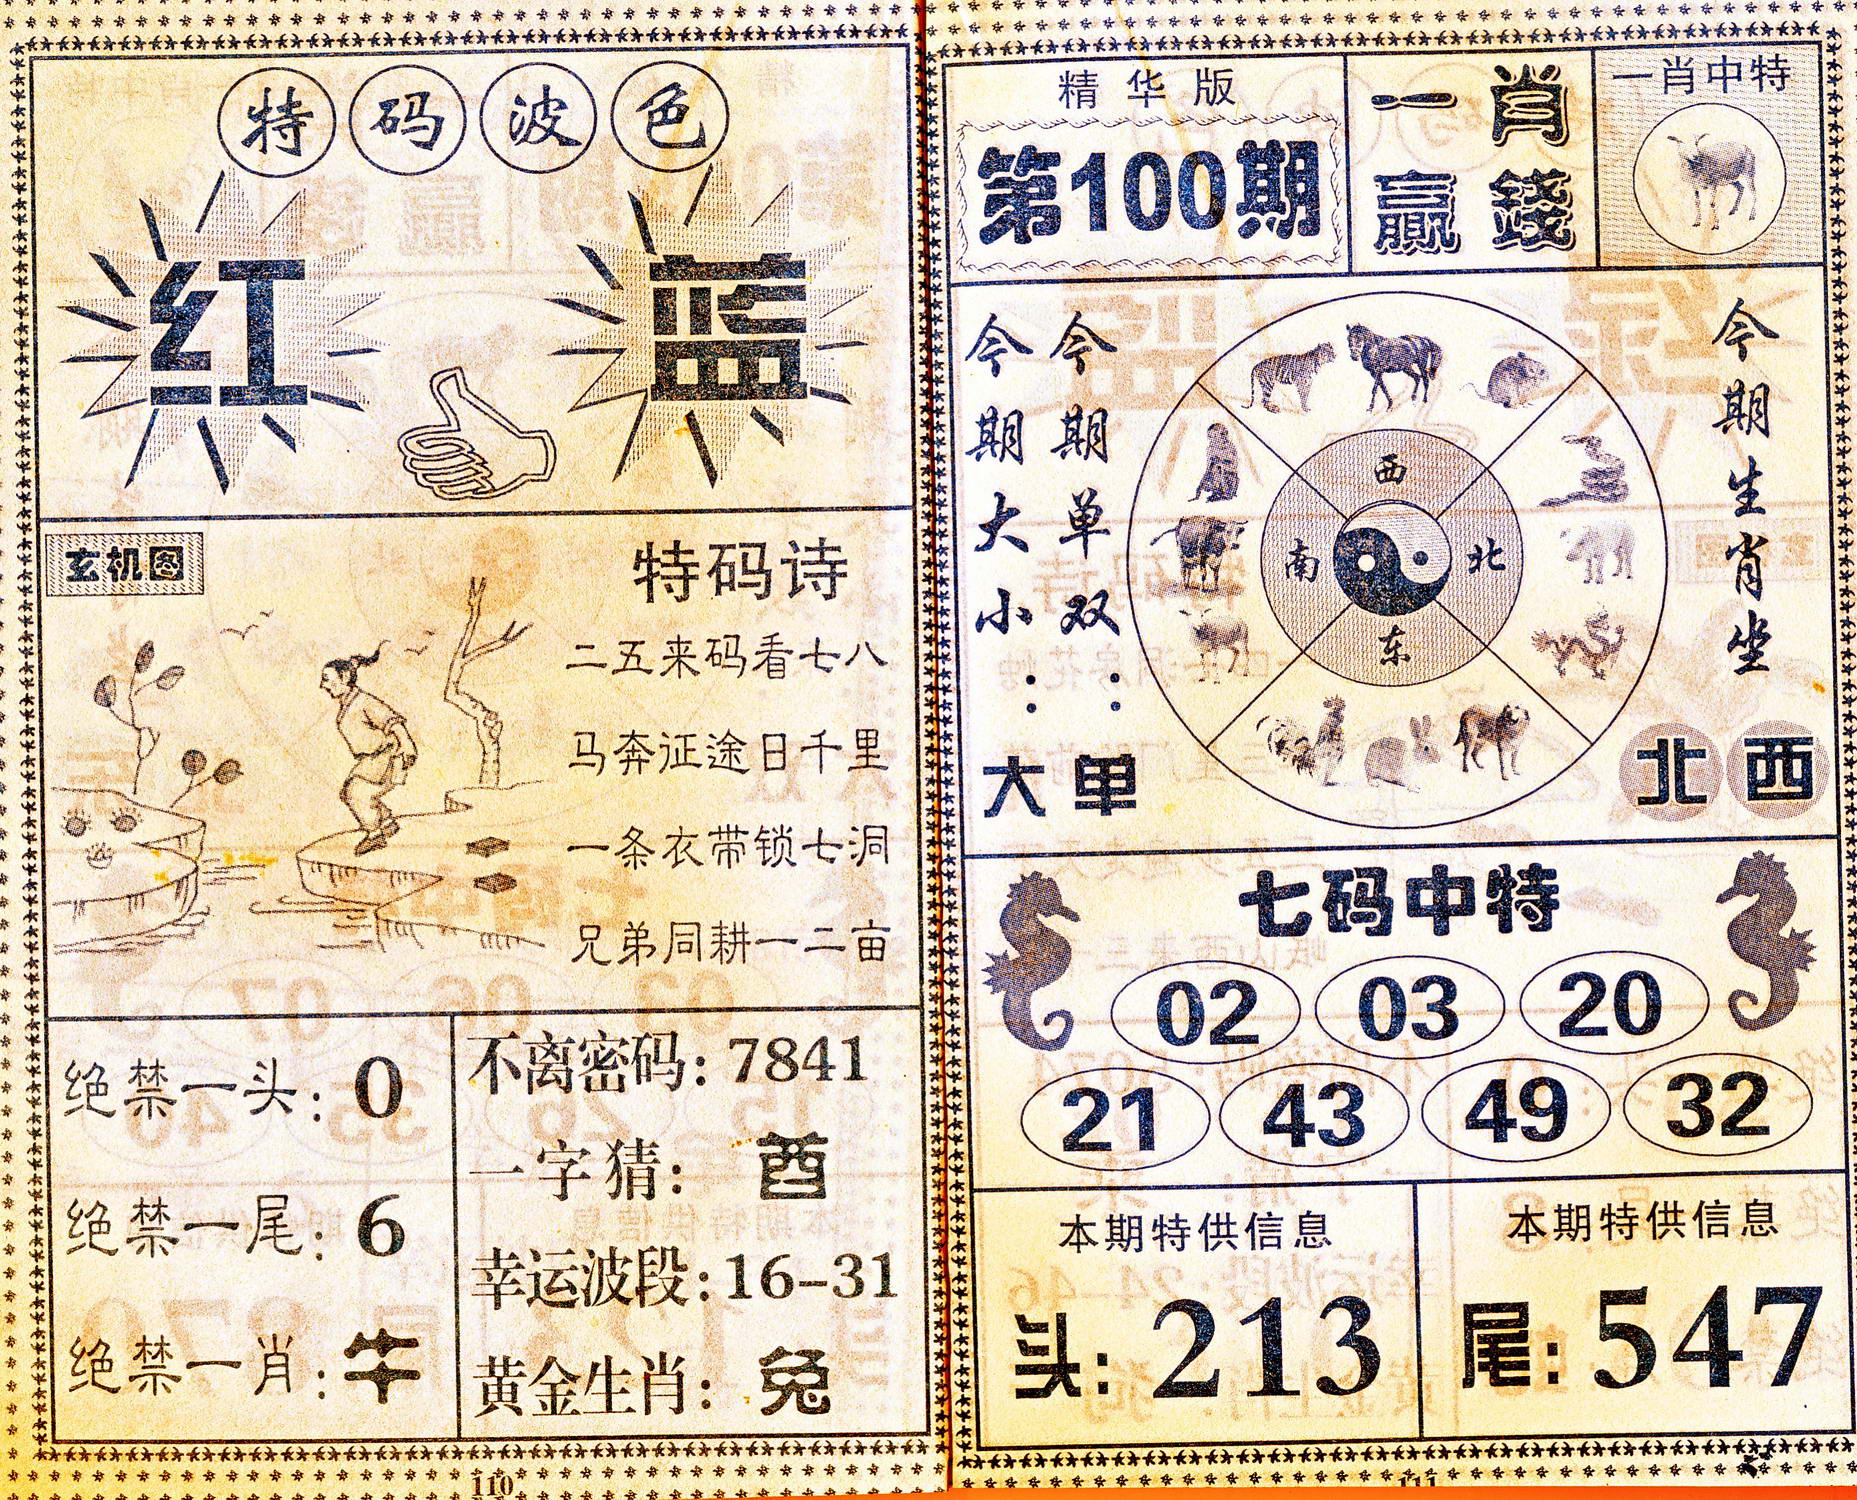 特码波色
红 蓝
玄机图
特码诗
二五来码看七八
马奔征途日千里
一条衣带锁七洞
兄弟同耕一二亩
绝禁一头：0
绝禁一尾：6
绝禁一肖：牛
不离密码：7841
一字猜：酉
幸运波段：16-31
黄金生肖：兔
110
精华版
第100期
一肖
赢錢
一肖中特
今期大小：大
今期单双：单
西
南
北
东
今期生肖坐
北西
七码中特
02 03 20
21 43 49 32
本期特供信息
头：213
本期特供信息
尾：547